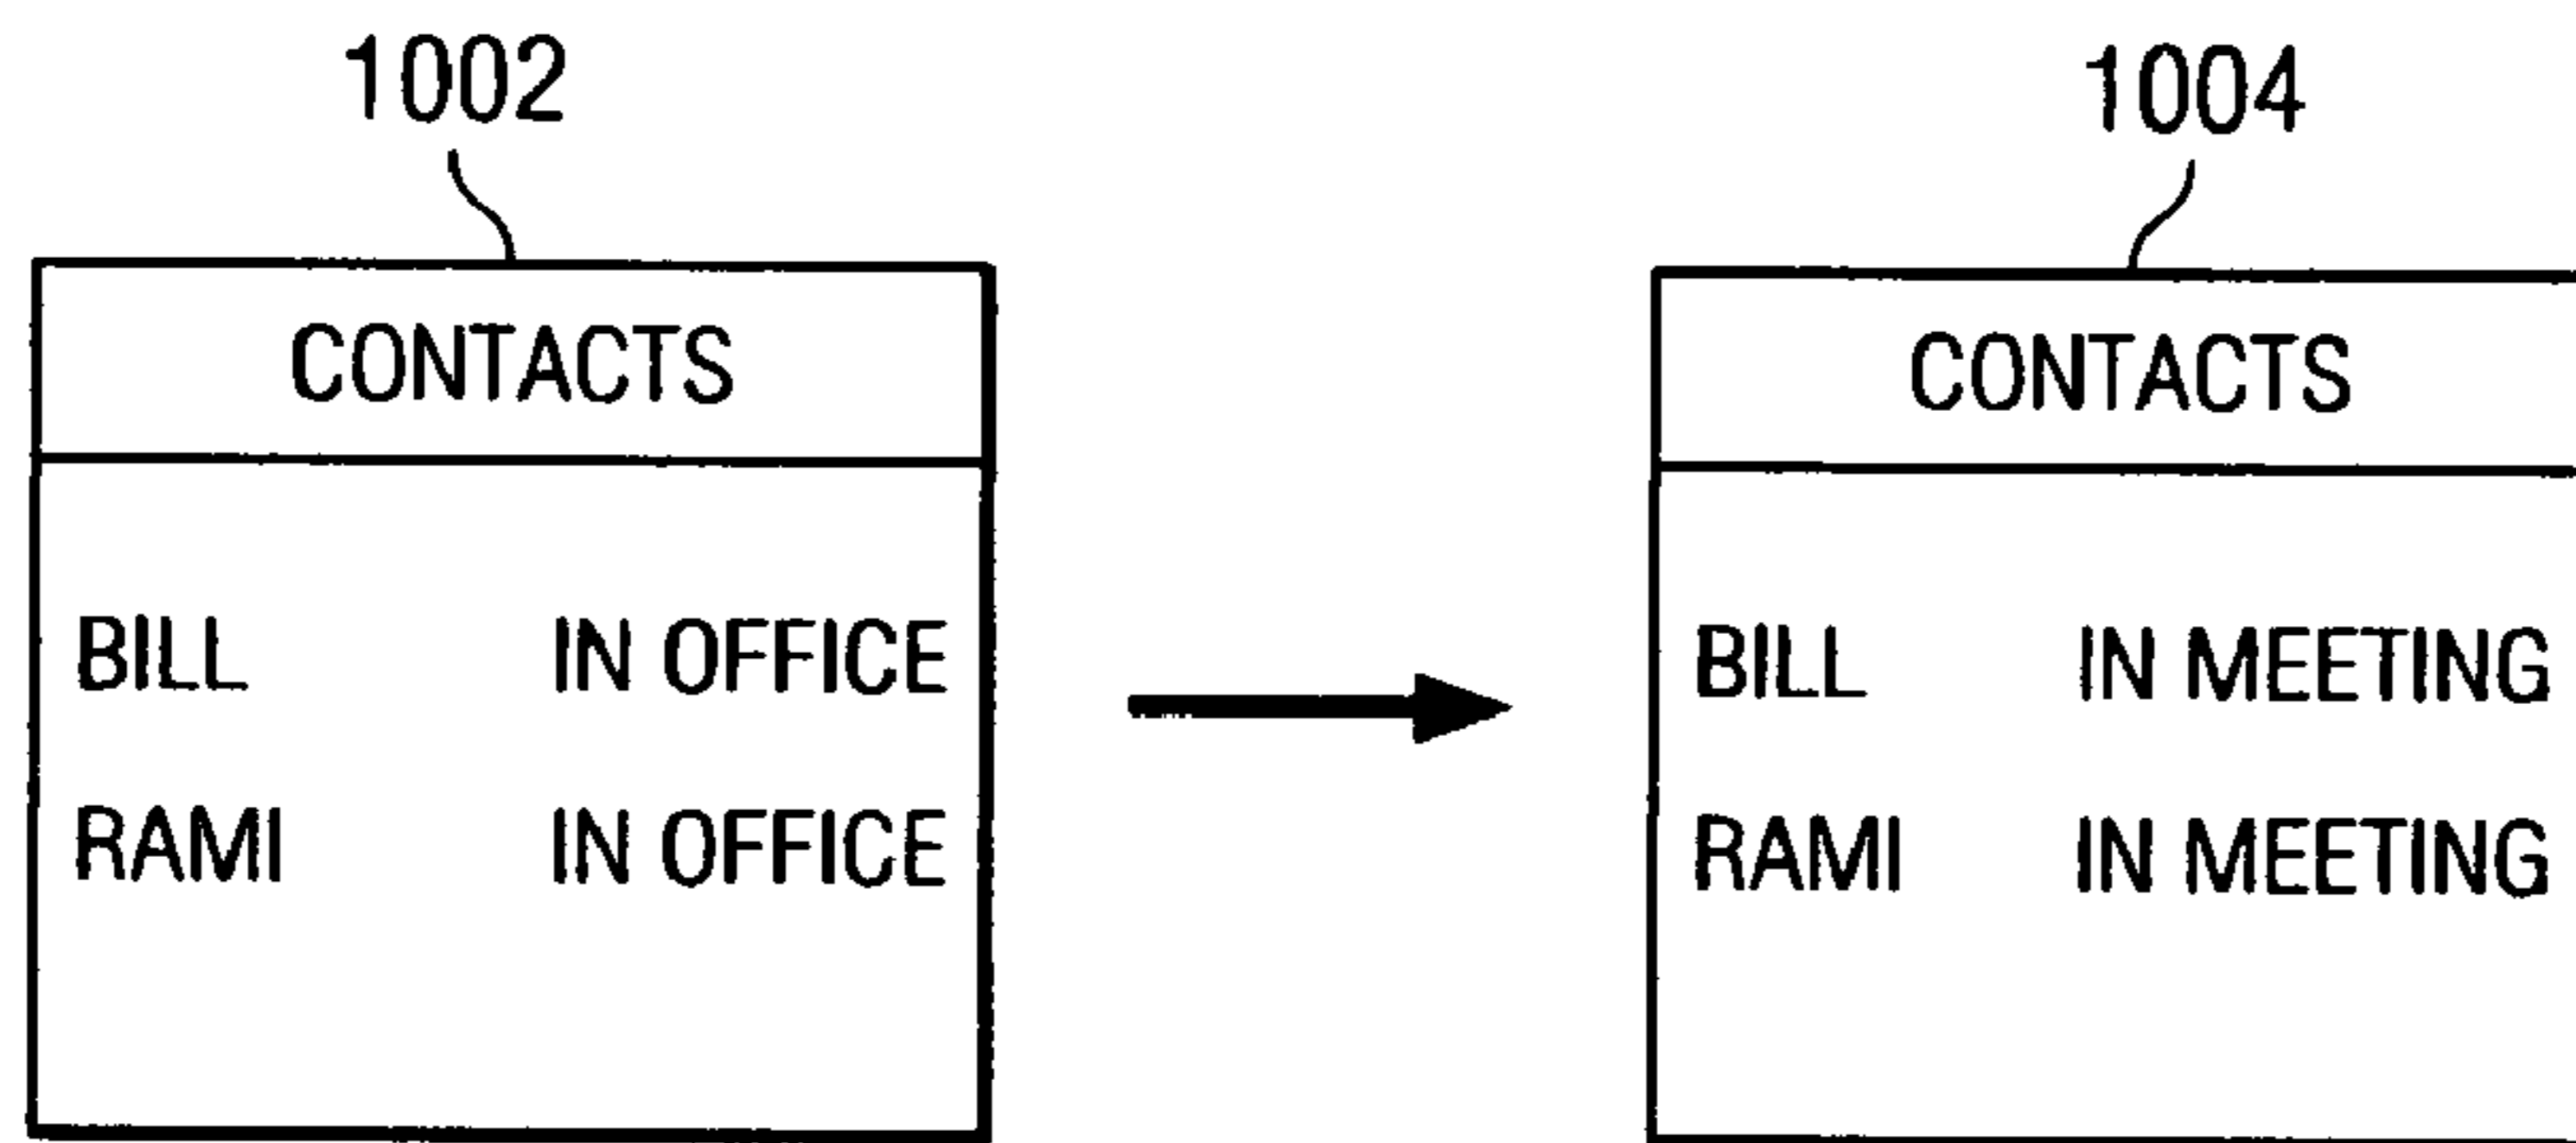 1002
CONTACTS
BILL IN OFFICE
RAMI IN OFFICE
1004
CONTACTS
BILL IN MEETING
RAMI IN MEETING